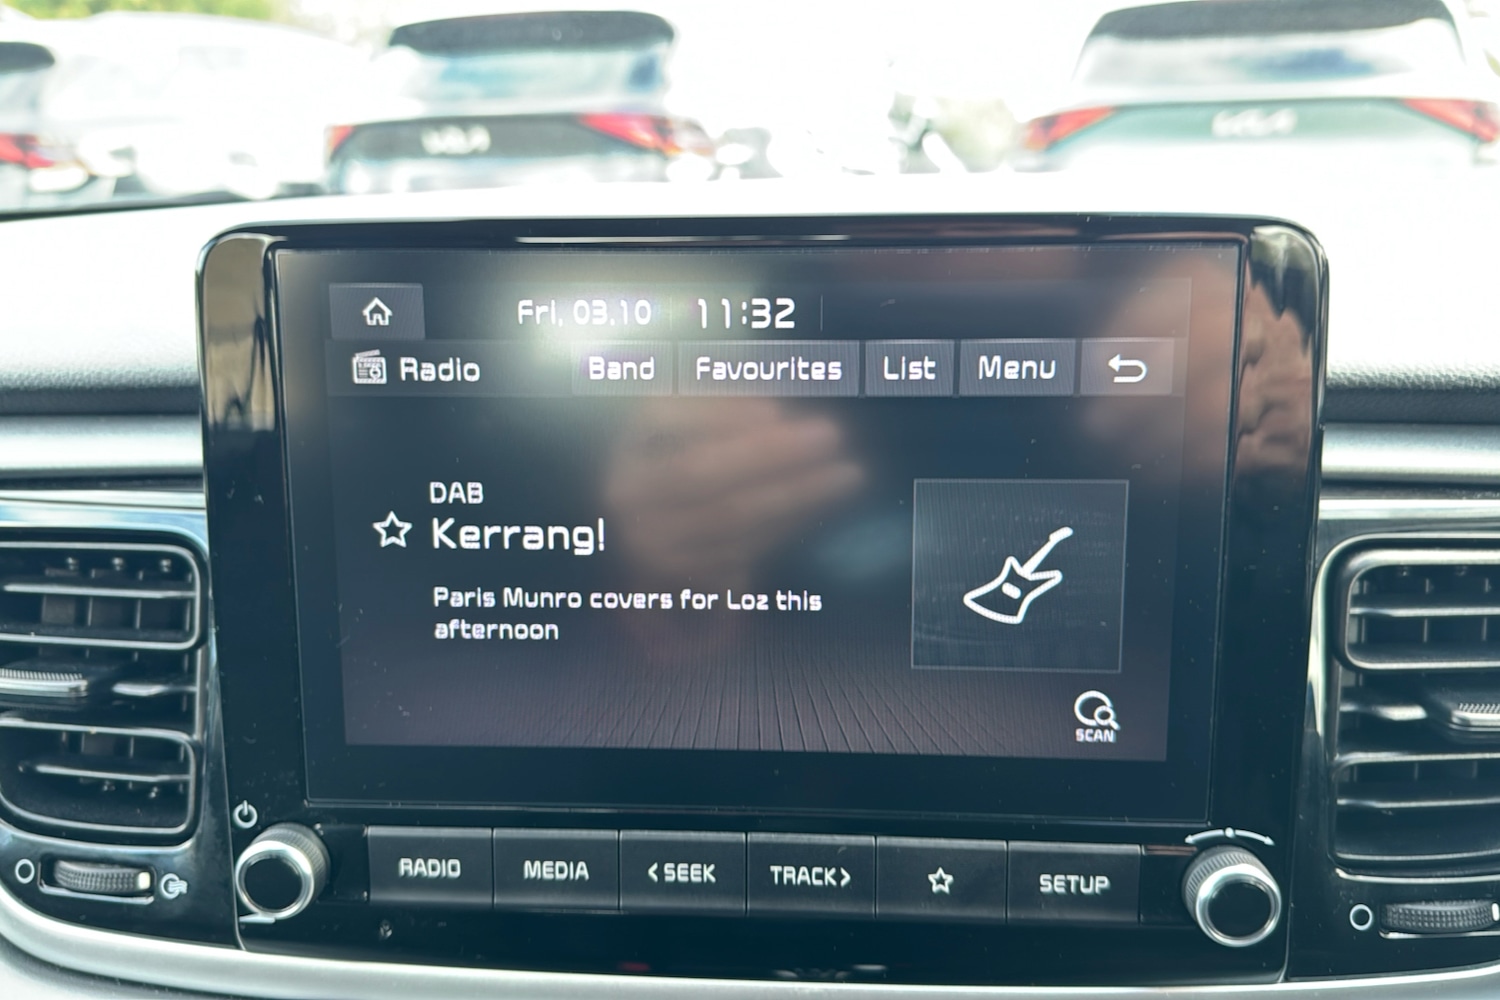 Fri, 03.10 11:32
Radio Band Favourites List Menu
DAB
Kerrang!
Paris Munro covers for Loz this
afternoon
SCAN
RADIO MEDIA <SEEK TRACK> SETUP